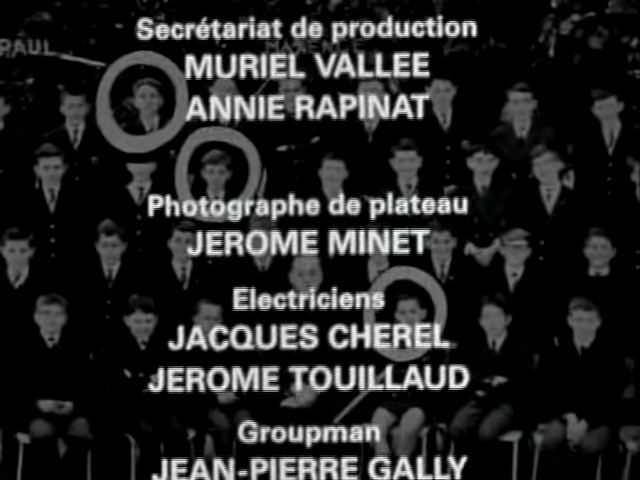 Secrétariat de production
PAUL
MAXENCE
MURIEL VALLEE
ANNIE RAPINAT
Photographe de plateau
JEROME MINET
Electriciens
JACQUES CHEREL
JEROME TOUILLAUD
Groupman
JEAN-PIERRE GALLY